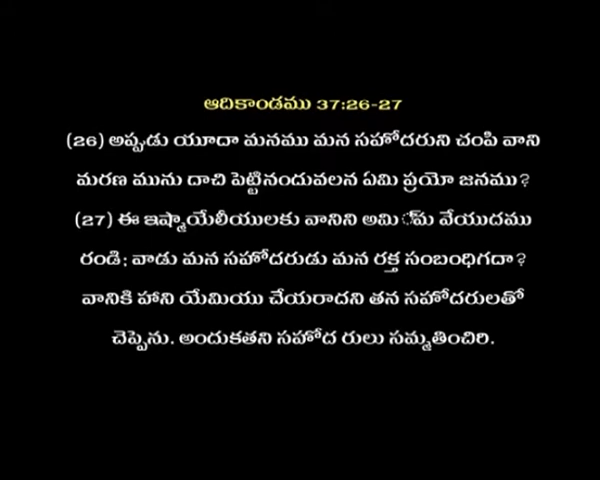 ఆదికాండము 37:26-27
(26) అప్పుడు యూదా మనము మన సహోదరుని చంపి వాని
మరణ మును దాచి పెట్టినందువలన ఏమి ప్రయో జనము?
(27) ఈ ఇష్మాయేలీయులకు వానిని అమి ్మ వేయుదము
రండి: వాడు మన సహోదరుడు మన రక్త సంబంధిగదా?
వానికి హాని యేమియు చేయరాదని తన సహోదరులతో
చెప్పెను. అందుకతని సహోద రులు సమ్మతించిరి.